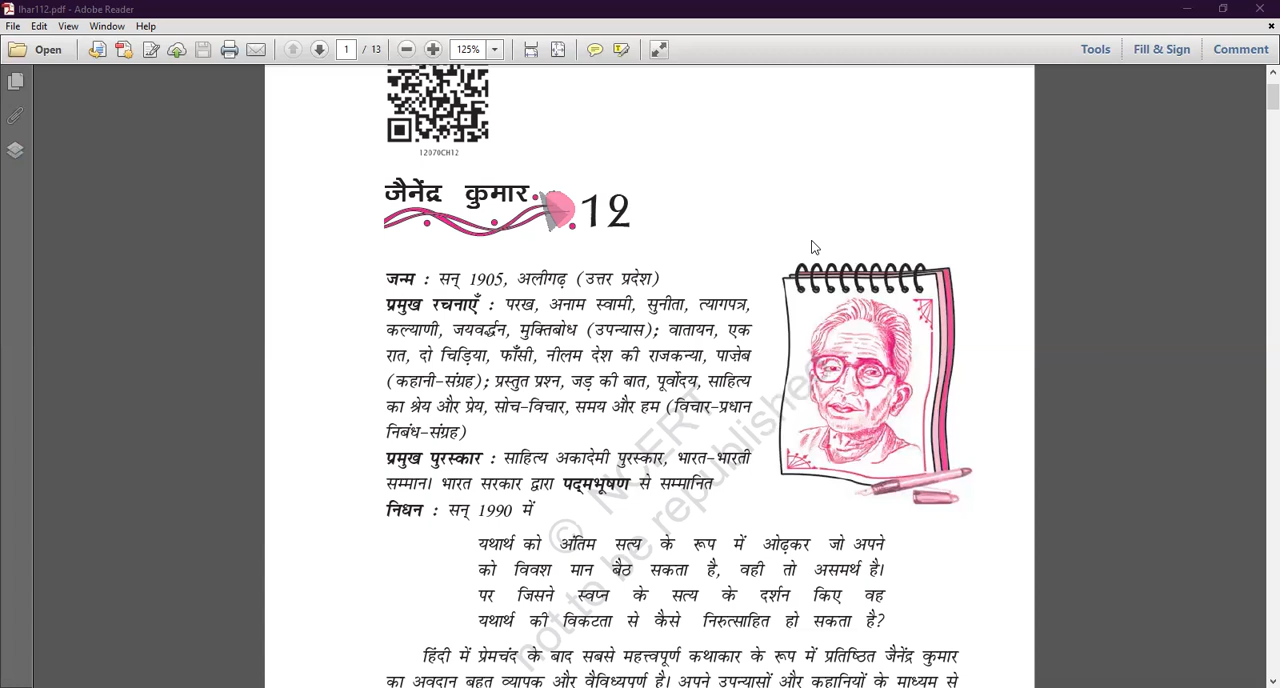 lhar112.pdf - Adobe Reader
File Edit View Window Help
Open 1 / 13 125% Tools Fill & Sign Comment
12070CH12
जैनेंद्र कुमार 12
जन्म : सन् 1905, अलीगढ़ (उत्तर प्रदेश)
प्रमुख रचनाएँ : परख, अनाम स्वामी, सुनीता, त्यागपत्र,
कल्याणी, जयवर्द्धन, मुक्तिबोध (उपन्यास); वातायन, एक
रात, दो चिड़िया, फाँसी, नीलम देश की राजकन्या, पाजेब
(कहानी-संग्रह); प्रस्तुत प्रश्न, जड़ की बात, पूर्वोदय, साहित्य
का श्रेय और प्रेय, सोच-विचार, समय और हम (विचार-प्रधान
निबंध-संग्रह)
प्रमुख पुरस्कार : साहित्य अकादेमी पुरस्कार, भारत-भारती
सम्मान। भारत सरकार द्वारा पद्मभूषण से सम्मानित
निधन : सन् 1990 में
यथार्थ को अंतिम सत्य के रूप में ओढ़कर जो अपने
को विवश मान बैठ सकता है, वही तो असमर्थ है।
पर जिसने स्वप्न के सत्य के दर्शन किए वह
यथार्थ की विकटता से कैसे निरुत्साहित हो सकता है?
हिंदी में प्रेमचंद के बाद सबसे महत्त्वपूर्ण कथाकार के रूप में प्रतिष्ठित जैनेंद्र कुमार
का अवदान बहुत व्यापक और वैविध्यपूर्ण है। अपने उपन्यासों और कहानियों के माध्यम से
© NCERT
not to be republished